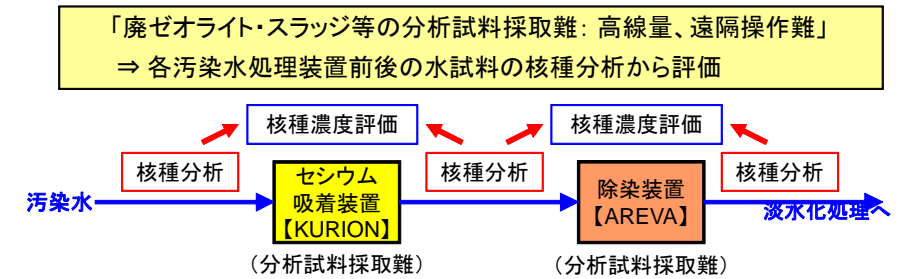 「廃ゼオライト・スラッジ等の分析試料採取難： 高線量、遠隔操作難」
⇒ 各汚染水処理装置前後の水試料の核種分析から評価
核種濃度評価
核種濃度評価
核種分析
核種分析
核種分析
汚染水
セシウム
吸着装置
【KURION】
除染装置
【AREVA】
淡水化処理へ
（分析試料採取難）
（分析試料採取難）